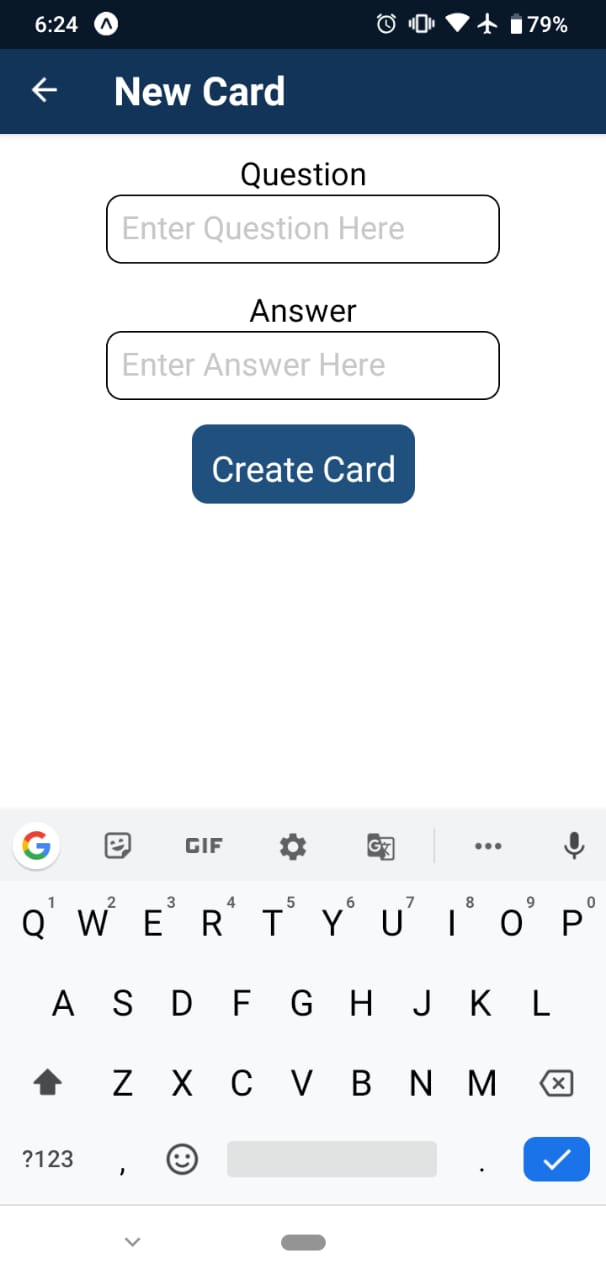 6:24 79%
New Card
Question
Enter Question Here
Answer
Enter Answer Here
Create Card
G GIF G
1 2 3 4 5 6 7 8 9 0
Q W E R T Y U I O P
A S D F G H J K L
Z X C V B N M
?123 , .